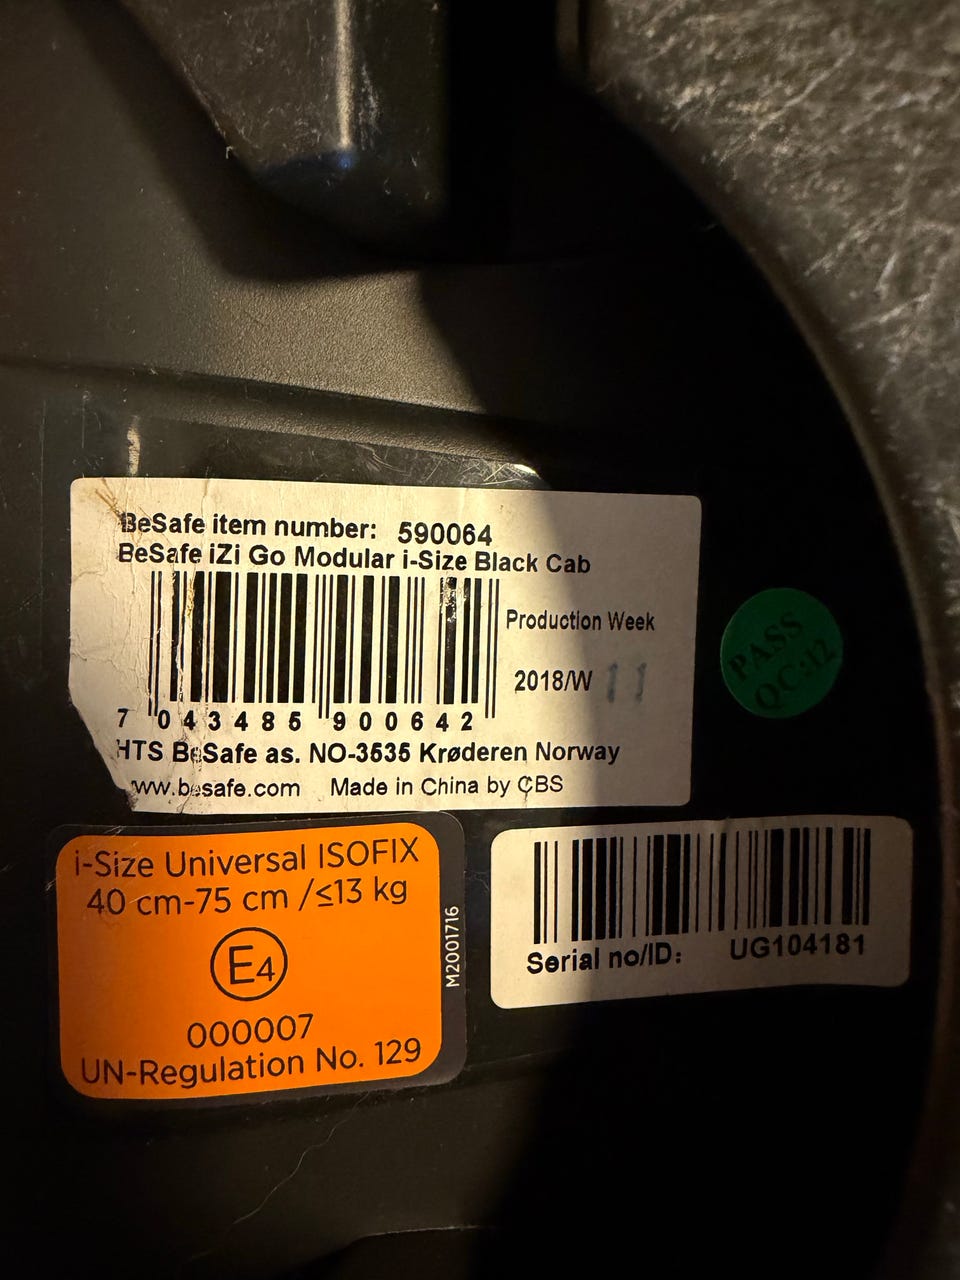 BeSafe item number: 590064
BeSafe iZi Go Modular i-Size Black Cab
Production Week
2018/W 11
7 043485 900642
HTS BeSafe as. NO-3535 Krøderen Norway
www.besafe.com Made in China by CBS
PASS
QC:12
i-Size Universal ISOFIX
40 cm-75 cm /≤13 kg
E4
000007
UN-Regulation No. 129
M2001716
Serial no/ID: UG104181